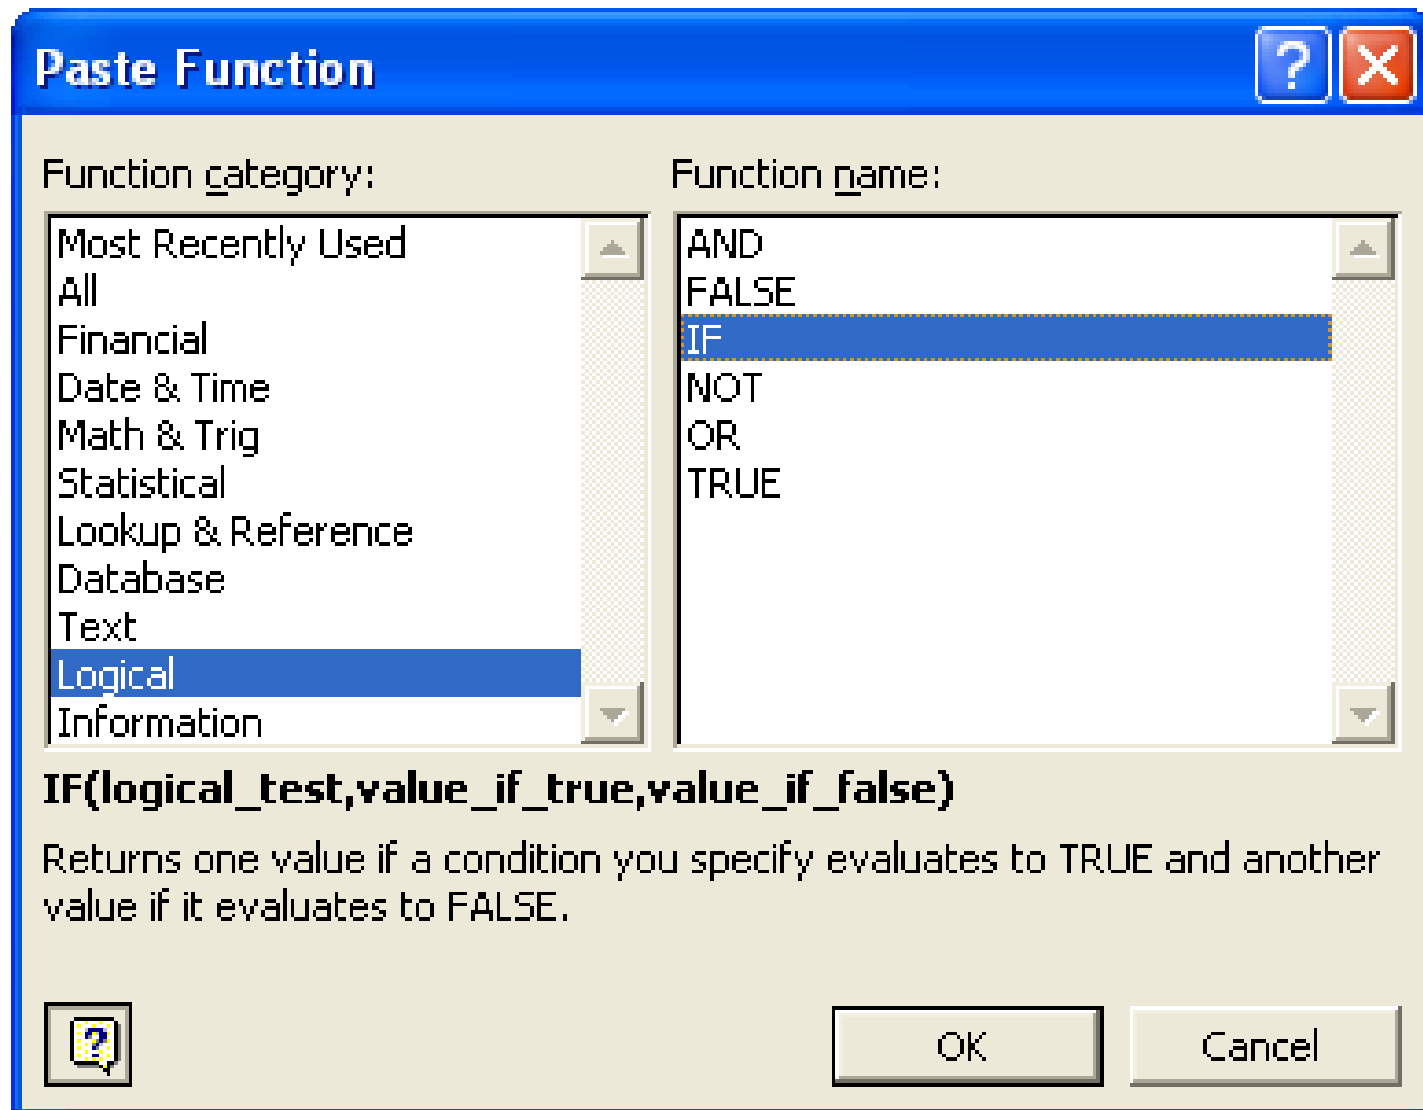 Paste Function
Function category:
Function name:
Most Recently Used
All
Financial
Date & Time
Math & Trig
Statistical
Lookup & Reference
Database
Text
Logical
Information
AND
FALSE
IF
NOT
OR
TRUE
IF(logical_test,value_if_true,value_if_false)
Returns one value if a condition you specify evaluates to TRUE and another
value if it evaluates to FALSE.
OK
Cancel